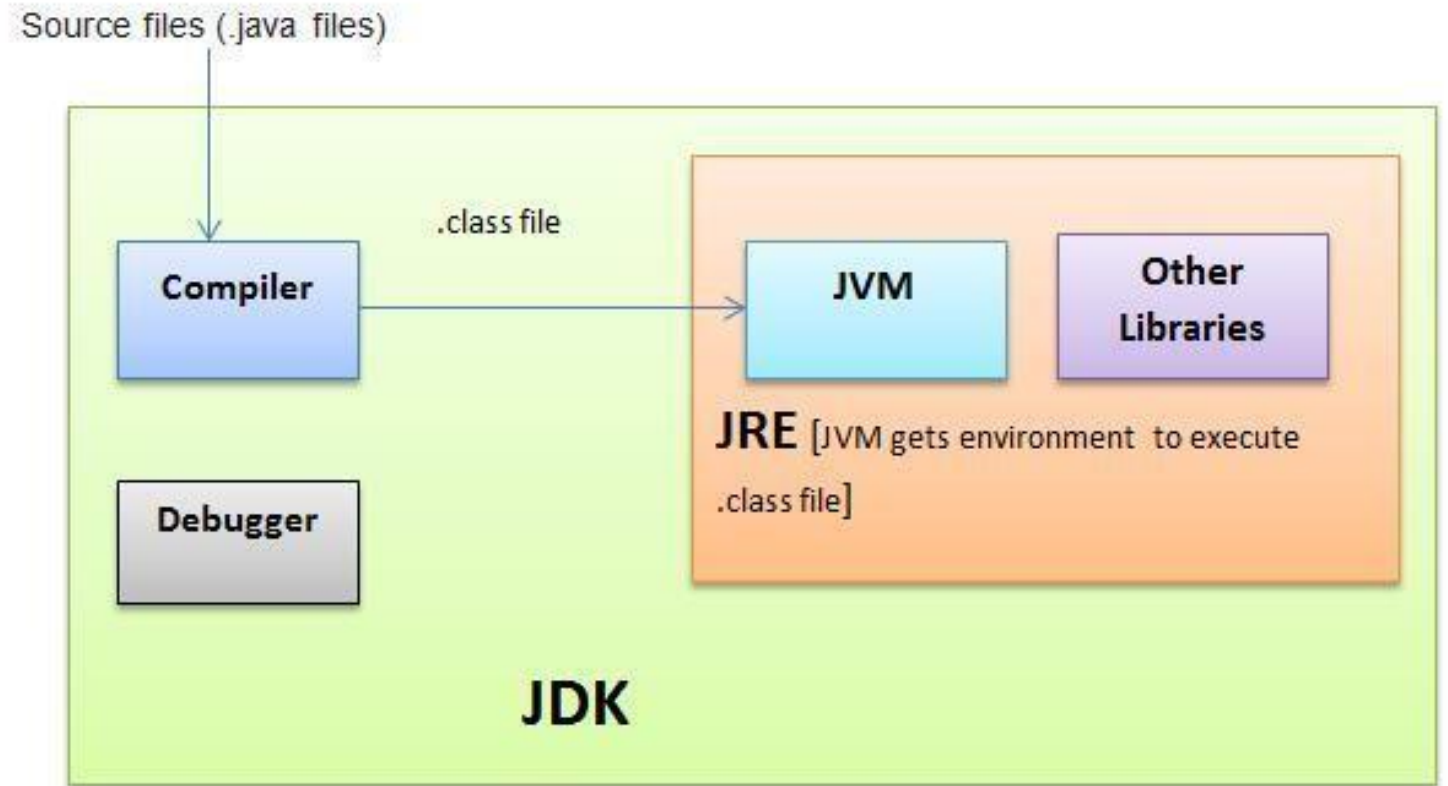 Source files (.java files)
.class file
Compiler
JVM
Other
Libraries
JRE [JVM gets environment to execute
.class file]
Debugger
JDK